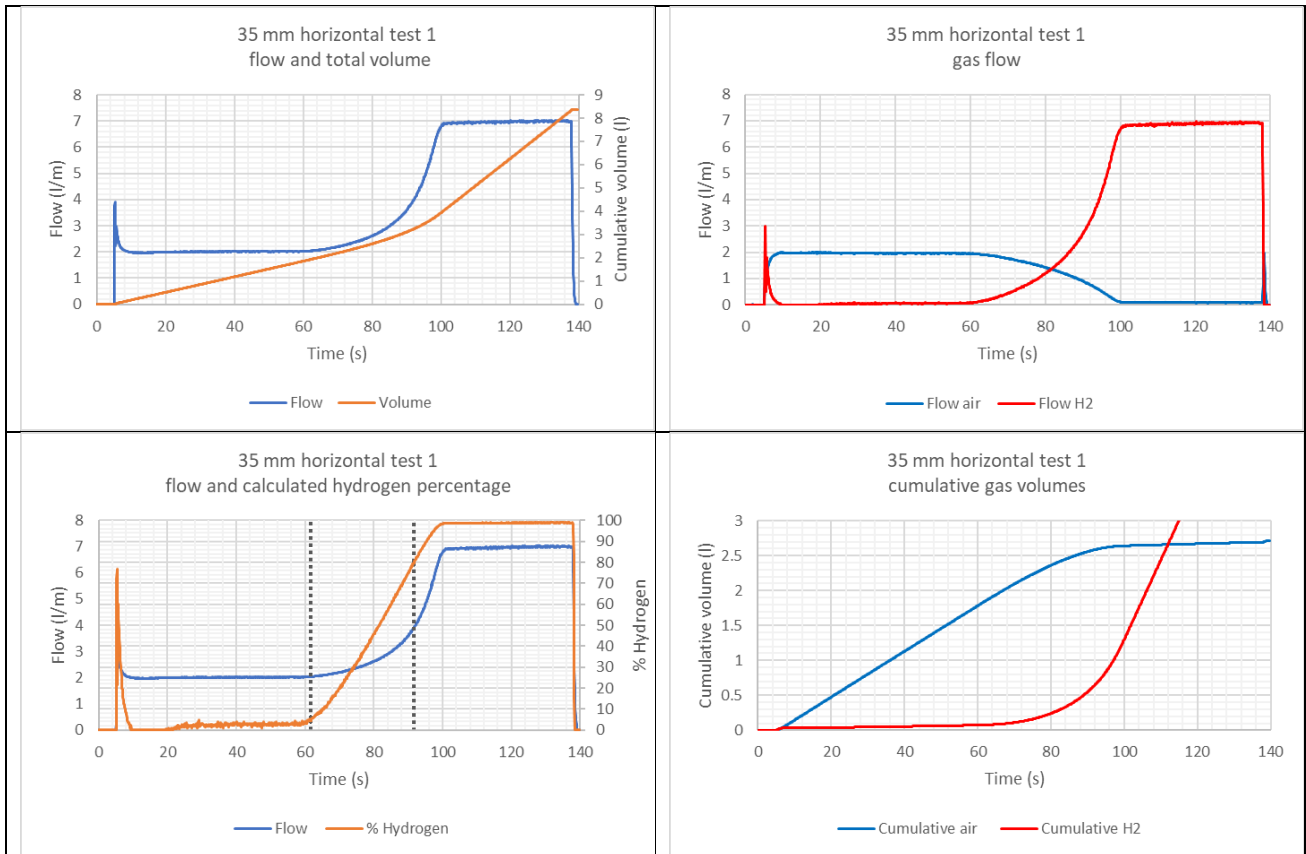 35 mm horizontal test 1
flow and total volume
8
7
6
5
4
3
2
1
0
Flow (l/m)
9
8
7
6
5
4
3
2
1
0
Cumulative volume (l)
0 20 40 60 80 100 120 140
Time (s)
Flow Volume
35 mm horizontal test 1
gas flow
8
7
6
5
4
3
2
1
0
Flow (l/m)
0 20 40 60 80 100 120 140
Time (s)
Flow air Flow H2
35 mm horizontal test 1
flow and calculated hydrogen percentage
8
7
6
5
4
3
2
1
0
Flow (l/m)
100
90
80
70
60
50
40
30
20
10
0
% Hydrogen
0 20 40 60 80 100 120 140
Time (s)
Flow % Hydrogen
35 mm horizontal test 1
cumulative gas volumes
3
2.5
2
1.5
1
0.5
0
Cumulative volume (l)
0 20 40 60 80 100 120 140
Time (s)
Cumulative air Cumulative H2